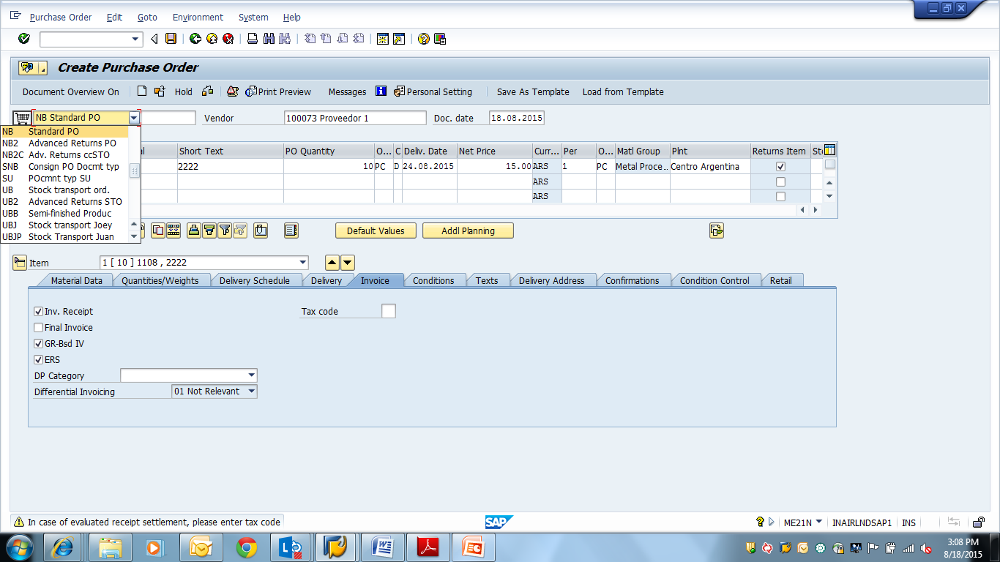 Purchase Order Edit Goto Environment System Help
Create Purchase Order
Document Overview On Hold Print Preview Messages Personal Setting Save As Template Load from Template
NB Standard PO Vendor 100073 Proveedor 1 Doc. date 18.08.2015
NB Standard PO
NB2 Advanced Returns PO
NB2C Adv. Returns ccSTO
SNB Consign PO Docmt typ
SU POcmnt typ SU
UB Stock transport ord.
UB2 Advanced Returns STO
UBB Semi-finished Produc
UBJ Stock transport Joey
UBJP Stock Transport Juan
Short Text PO Quantity O... C Deliv. Date Net Price Curr... Per O... Matl Group Plnt Returns Item
2222 10 PC D 24.08.2015 15.00 ARS 1 PC Metal Proce... Centro Argentina
ARS
ARS
Default Values Addl Planning
Item 1 [ 10 ] 1108 , 2222
Material Data Quantities/Weights Delivery Schedule Delivery Invoice Conditions Texts Delivery Address Confirmations Condition Control Retail
Inv. Receipt Tax code
Final Invoice
GR-Bsd IV
ERS
DP Category
Differential Invoicing 01 Not Relevant
In case of evaluated receipt settlement, please enter tax code SAP ME21N INAIRLNDSAP1 INS
3:08 PM
8/18/2015